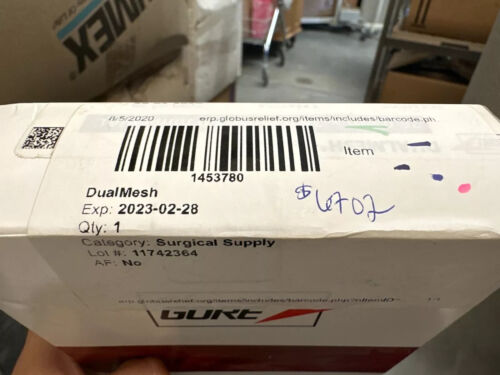 8/5/2020 erp.globusrelief.org/items/includes/barcode.ph
Item
1453780
DualMesh
Exp: 2023-02-28
$6702
Qty: 1
Category: Surgical Supply
Lot #: 11742364
AF: No
GORE